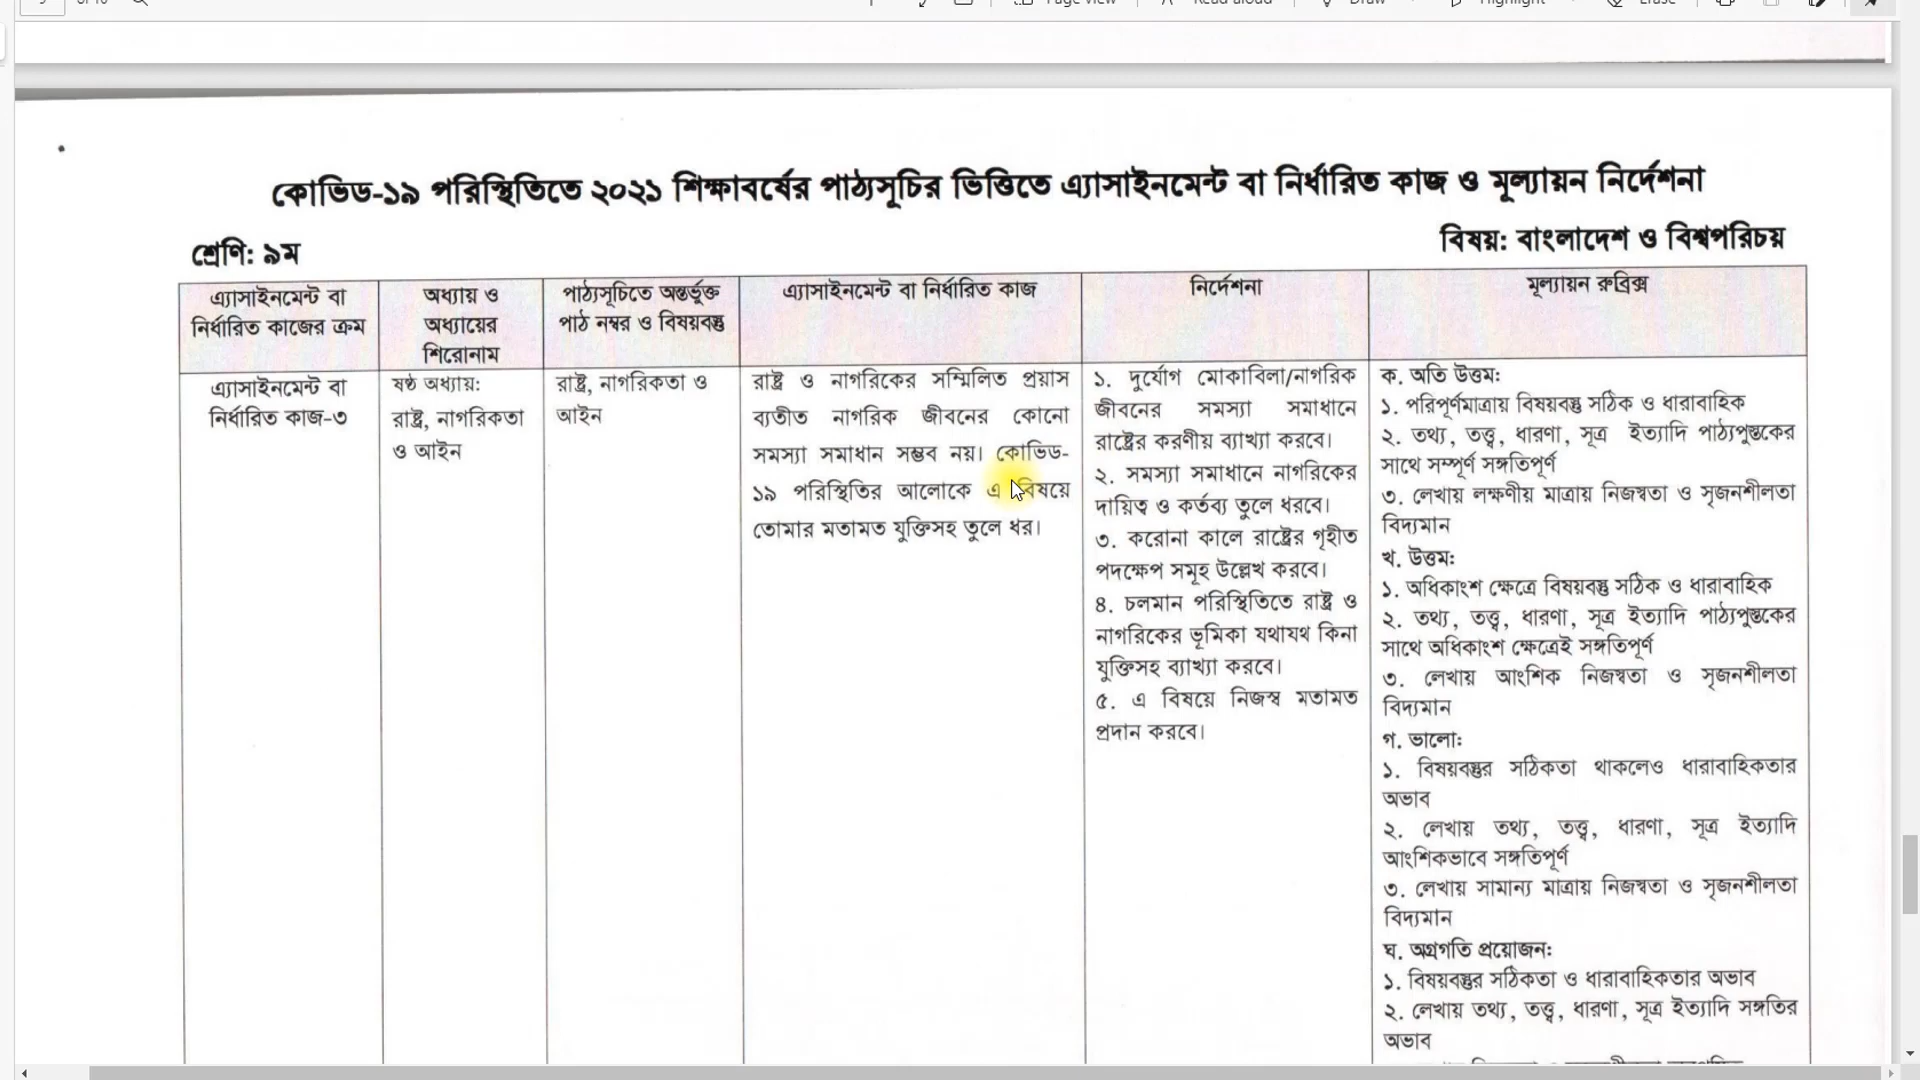 Page view
Read aloud
Draw
Highlight
Erase
কোভিড-১৯ পরিস্থিতিতে ২০২১ শিক্ষাবর্ষের পাঠ্যসূচির ভিত্তিতে এ্যাসাইনমেন্ট বা নির্ধারিত কাজ ও মূল্যায়ন নির্দেশনা
শ্রেণি: ৯ম
বিষয়: বাংলাদেশ ও বিশ্বপরিচয়
এ্যাসাইনমেন্ট বা
নির্ধারিত কাজের ক্রম
অধ্যায় ও
অধ্যায়ের
শিরোনাম
পাঠ্যসূচিতে অন্তর্ভুক্ত
পাঠ নম্বর ও বিষয়বস্তু
এ্যাসাইনমেন্ট বা নির্ধারিত কাজ
নির্দেশনা
মূল্যায়ন রুব্রিক্স
এ্যাসাইনমেন্ট বা
নির্ধারিত কাজ-৩
ষষ্ঠ অধ্যায়:
রাষ্ট্র, নাগরিকতা
ও আইন
রাষ্ট্র, নাগরিকতা ও
আইন
রাষ্ট্র ও নাগরিকের সম্মিলিত প্রয়াস
ব্যতীত নাগরিক জীবনের কোনো
সমস্যা সমাধান সম্ভব নয়। কোভিড-
১৯ পরিস্থিতির আলোকে এ বিষয়ে
তোমার মতামত যুক্তিসহ তুলে ধর।
১. দুর্যোগ মোকাবিলা/নাগরিক
জীবনের সমস্যা সমাধানে
রাষ্ট্রের করণীয় ব্যাখ্যা করবে।
২. সমস্যা সমাধানে নাগরিকের
দায়িত্ব ও কর্তব্য তুলে ধরবে।
৩. করোনা কালে রাষ্ট্রের গৃহীত
পদক্ষেপ সমূহ উল্লেখ করবে।
৪. চলমান পরিস্থিতিতে রাষ্ট্র ও
নাগরিকের ভূমিকা যথাযথ কিনা
যুক্তিসহ ব্যাখ্যা করবে।
৫. এ বিষয়ে নিজস্ব মতামত
প্রদান করবে।
ক. অতি উত্তম:
১. পরিপূর্ণমাত্রায় বিষয়বস্তু সঠিক ও ধারাবাহিক
২. তথ্য, তত্ত্ব, ধারণা, সূত্র ইত্যাদি পাঠ্যপুস্তকের
সাথে সম্পূর্ণ সঙ্গতিপূর্ণ
৩. লেখায় লক্ষণীয় মাত্রায় নিজস্বতা ও সৃজনশীলতা
বিদ্যমান
খ. উত্তম:
১. অধিকাংশ ক্ষেত্রে বিষয়বস্তু সঠিক ও ধারাবাহিক
২. তথ্য, তত্ত্ব, ধারণা, সূত্র ইত্যাদি পাঠ্যপুস্তকের
সাথে অধিকাংশ ক্ষেত্রেই সঙ্গতিপূর্ণ
৩. লেখায় আংশিক নিজস্বতা ও সৃজনশীলতা
বিদ্যমান
গ. ভালো:
১. বিষয়বস্তুর সঠিকতা থাকলেও ধারাবাহিকতার
অভাব
২. লেখায় তথ্য, তত্ত্ব, ধারণা, সূত্র ইত্যাদি
আংশিকভাবে সঙ্গতিপূর্ণ
৩. লেখায় সামান্য মাত্রায় নিজস্বতা ও সৃজনশীলতা
বিদ্যমান
ঘ. অগ্রগতি প্রয়োজন:
১. বিষয়বস্তুর সঠিকতা ও ধারাবাহিকতার অভাব
২. লেখায় তথ্য, তত্ত্ব, ধারণা, সূত্র ইত্যাদি সঙ্গতির
অভাব